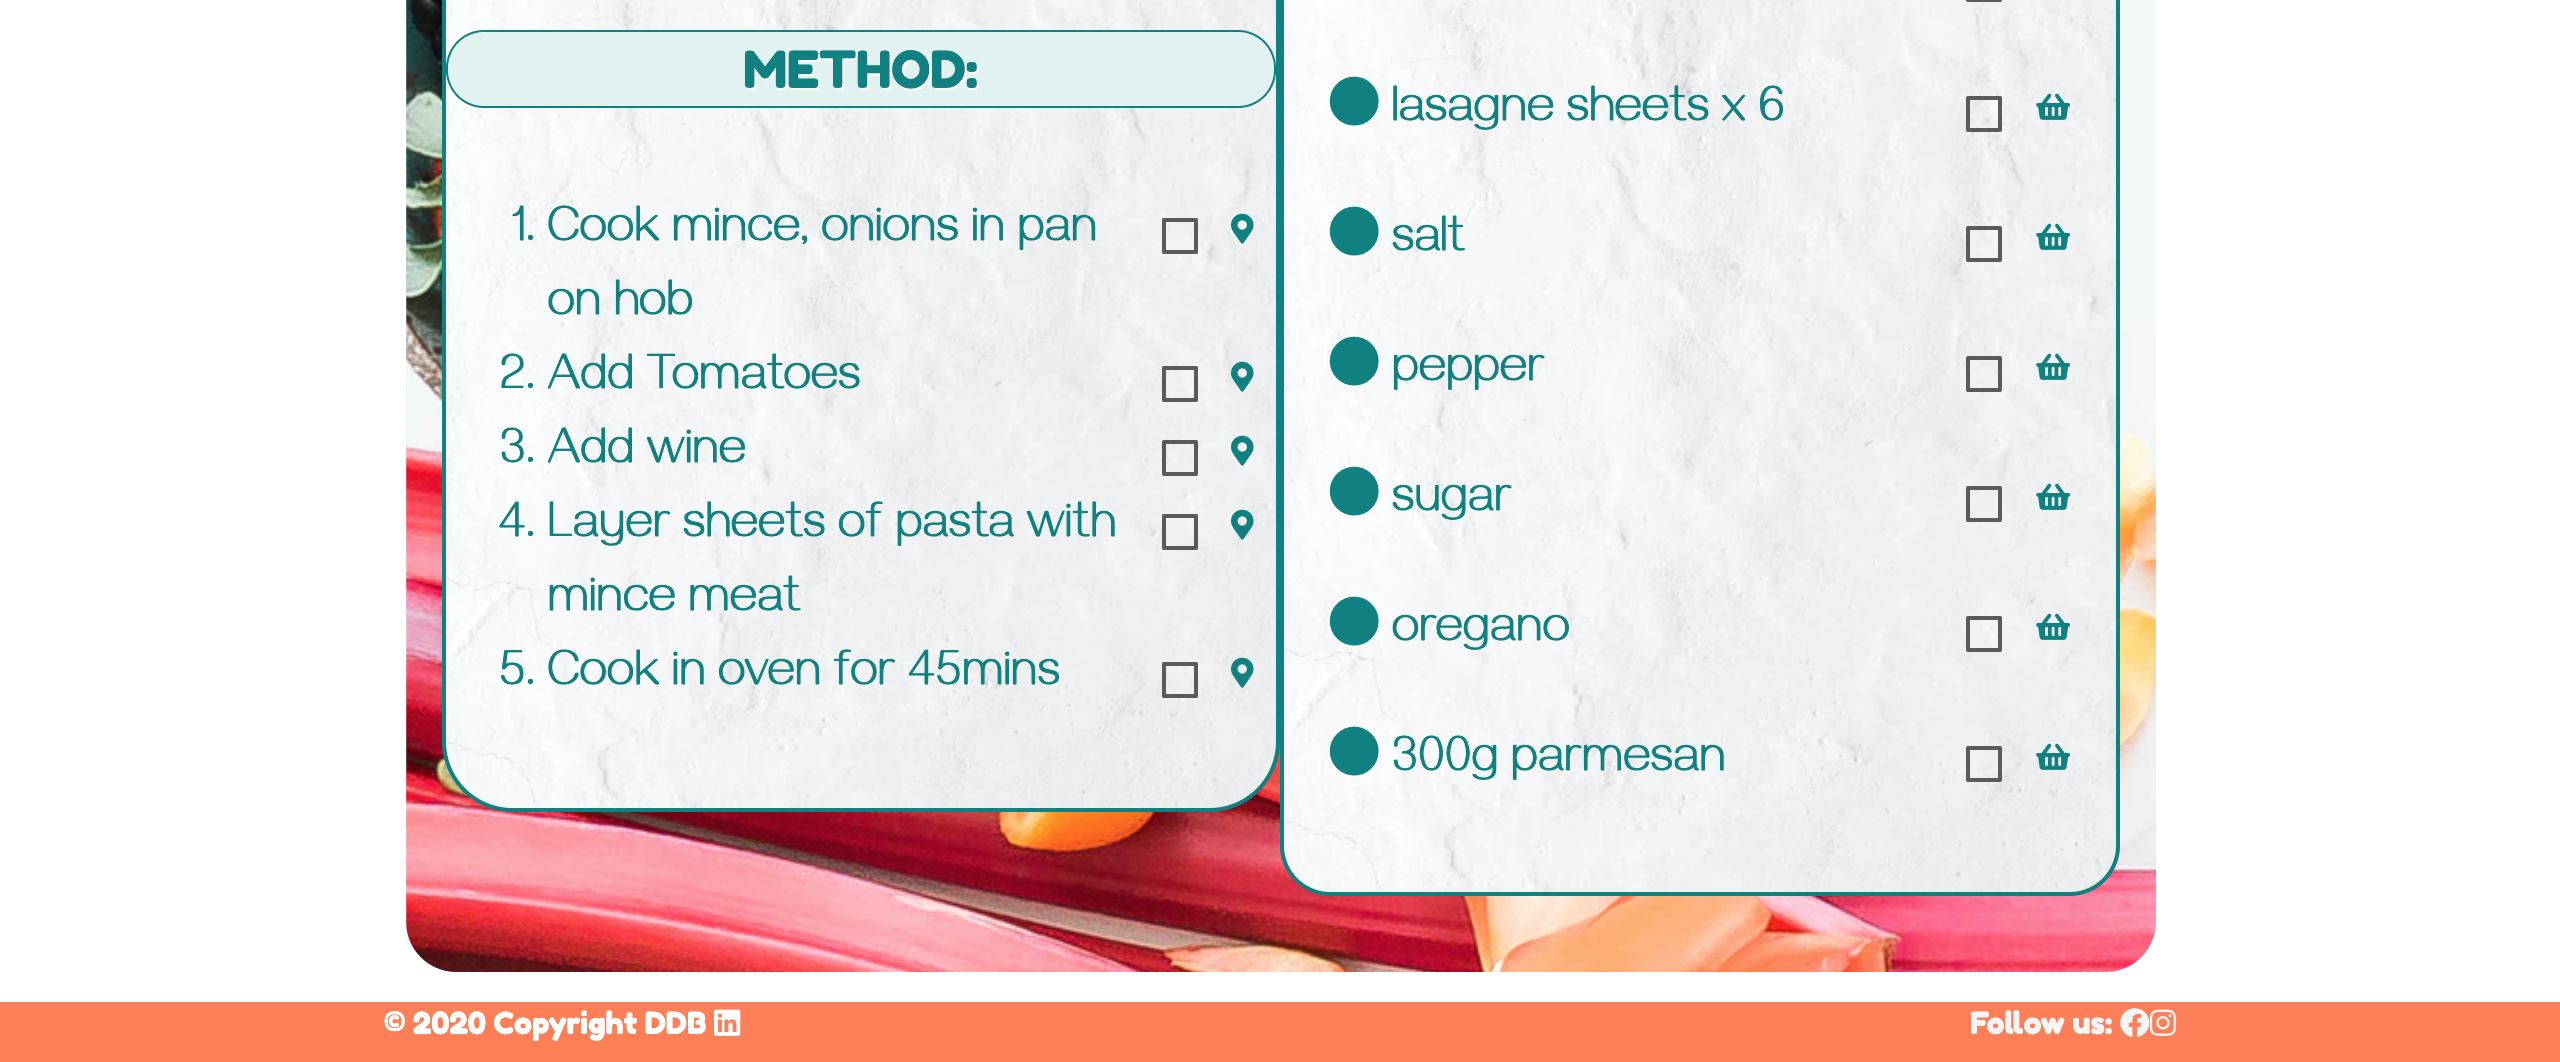 METHOD:
1. Cook mince, onions in pan
on hob
2. Add Tomatoes
3. Add wine
4. Layer sheets of pasta with
mince meat
5. Cook in oven for 45mins
lasagne sheets x 6
salt
pepper
sugar
oregano
300g parmesan
© 2020 Copyright DDB
Follow us: